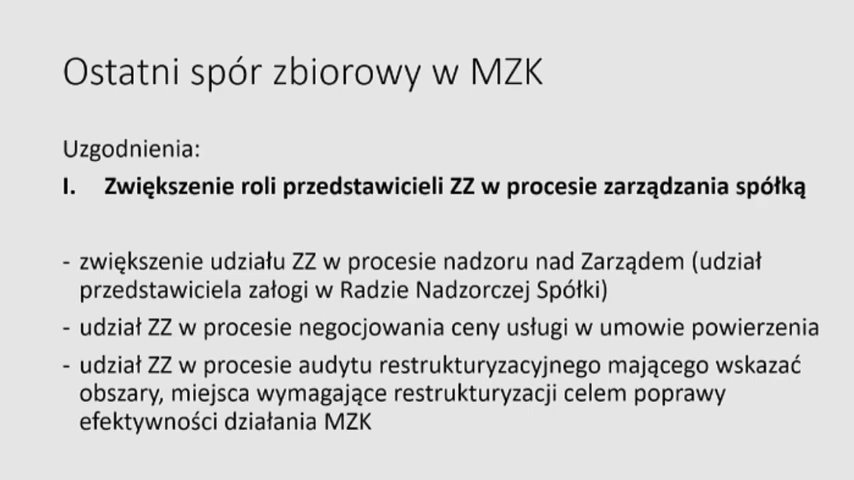 Ostatni spór zbiorowy w MZK
Uzgodnienia:
I. Zwiększenie roli przedstawicieli ZZ w procesie zarządzania spółką
- zwiększenie udziału ZZ w procesie nadzoru nad Zarządem (udział
przedstawiciela załogi w Radzie Nadzorczej Spółki)
- udział ZZ w procesie negocjowania ceny usługi w umowie powierzenia
- udział ZZ w procesie audytu restrukturyzacyjnego mającego wskazać
obszary, miejsca wymagające restrukturyzacji celem poprawy
efektywności działania MZK